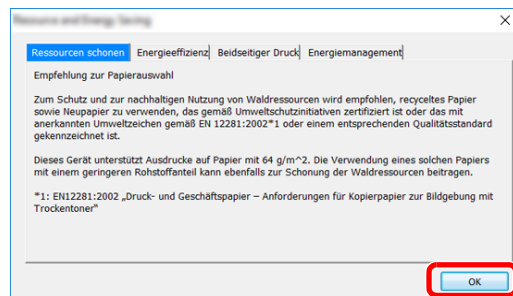 Ressourcen schonen Energieeffizienz Beidseitiger Druck Energiemanagement
Empfehlung zur Papierauswahl
Zum Schutz und zur nachhaltigen Nutzung von Waldressourcen wird empfohlen, recyceltes Papier
sowie Neupapier zu verwenden, das gemäß Umweltschutzinitiativen zertifiziert ist oder das mit
anerkannten Umweltzeichen gemäß EN 12281:2002*1 oder einem entsprechenden Qualitätsstandard
gekennzeichnet ist.
Dieses Gerät unterstützt Ausdrucke auf Papier mit 64 g/m^2. Die Verwendung eines solchen Papiers
mit einem geringeren Rohstoffanteil kann ebenfalls zur Schonung der Waldressourcen beitragen.
*1: EN12281:2002 „Druck- und Geschäftspapier – Anforderungen für Kopierpapier zur Bildgebung mit
Trockentoner"
OK